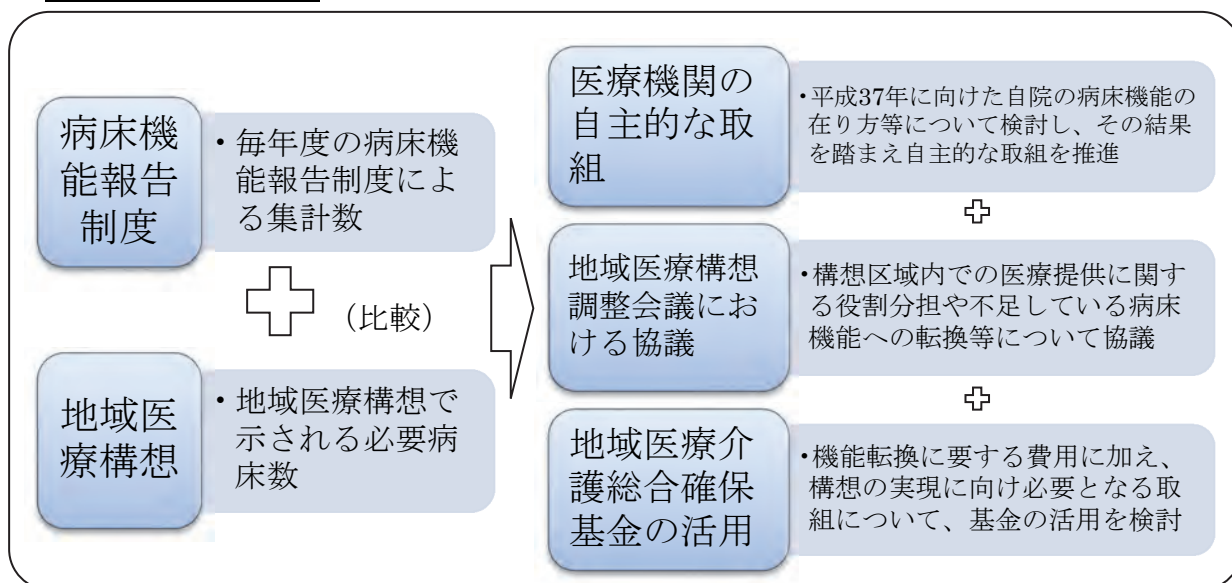 病床機
能報告
制度
・毎年度の病床機
能報告制度によ
る集計数
(比較)
地域医
療構想
・地域医療構想で
示される必要病
床数
医療機関の
自主的な取
組
・平成37年に向けた自院の病床機能の
在り方等について検討し、その結果
を踏まえ自主的な取組を推進
地域医療構想
調整会議にお
ける協議
・構想区域内での医療提供に関す
る役割分担や不足している病床
機能への転換等について協議
地域医療介
護総合確保
基金の活用
・機能転換に要する費用に加え、
構想の実現に向け必要となる取
組について、基金の活用を検討